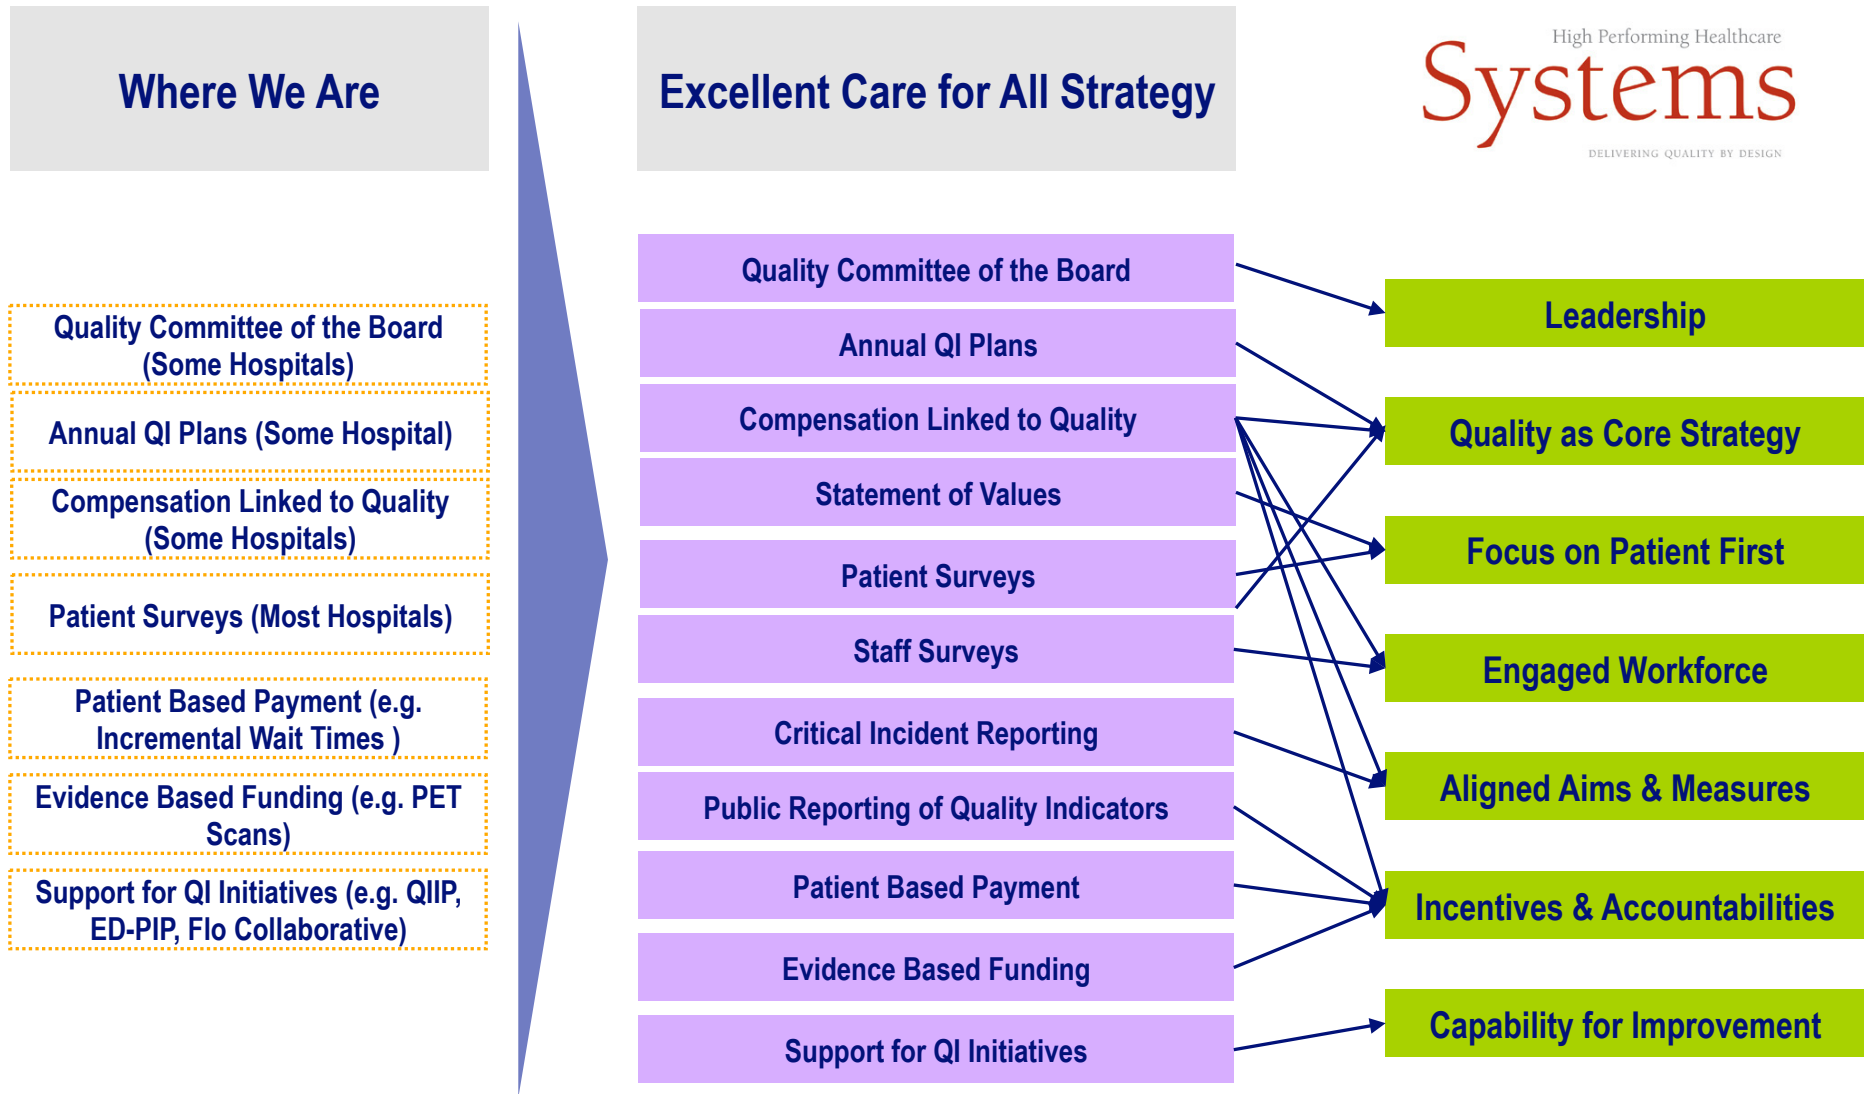 Where We Are
Excellent Care for All Strategy
High Performing Healthcare
Systems
DELIVERING QUALITY BY DESIGN
Quality Committee of the Board
(Some Hospitals)
Annual QI Plans (Some Hospital)
Compensation Linked to Quality
(Some Hospitals)
Patient Surveys (Most Hospitals)
Patient Based Payment (e.g.
Incremental Wait Times )
Evidence Based Funding (e.g. PET
Scans)
Support for QI Initiatives (e.g. QIIP,
ED-PIP, Flo Collaborative)
Quality Committee of the Board
Annual QI Plans
Compensation Linked to Quality
Statement of Values
Patient Surveys
Staff Surveys
Critical Incident Reporting
Public Reporting of Quality Indicators
Patient Based Payment
Evidence Based Funding
Support for QI Initiatives
Leadership
Quality as Core Strategy
Focus on Patient First
Engaged Workforce
Aligned Aims & Measures
Incentives & Accountabilities
Capability for Improvement